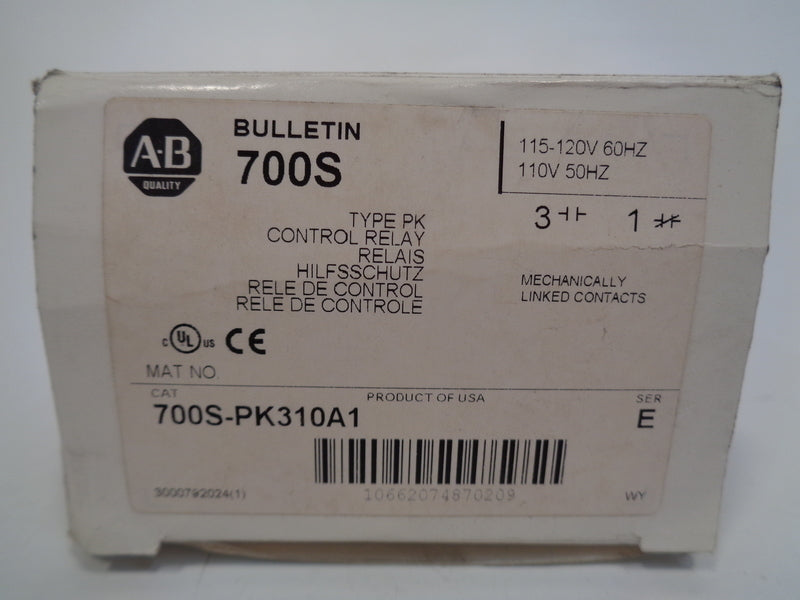 A-B
QUALITY
BULLETIN
700S
115-120V 60HZ
110V 50HZ
3 1
TYPE PK
CONTROL RELAY
RELAIS
HILFSSCHUTZ
RELE DE CONTROL
RELE DE CONTROLE
MECHANICALLY
LINKED CONTACTS
C UL US CE
MAT NO.
CAT
PRODUCT OF USA
SER
700S-PK310A1
E
10662074870209
3000792024(1)
WY